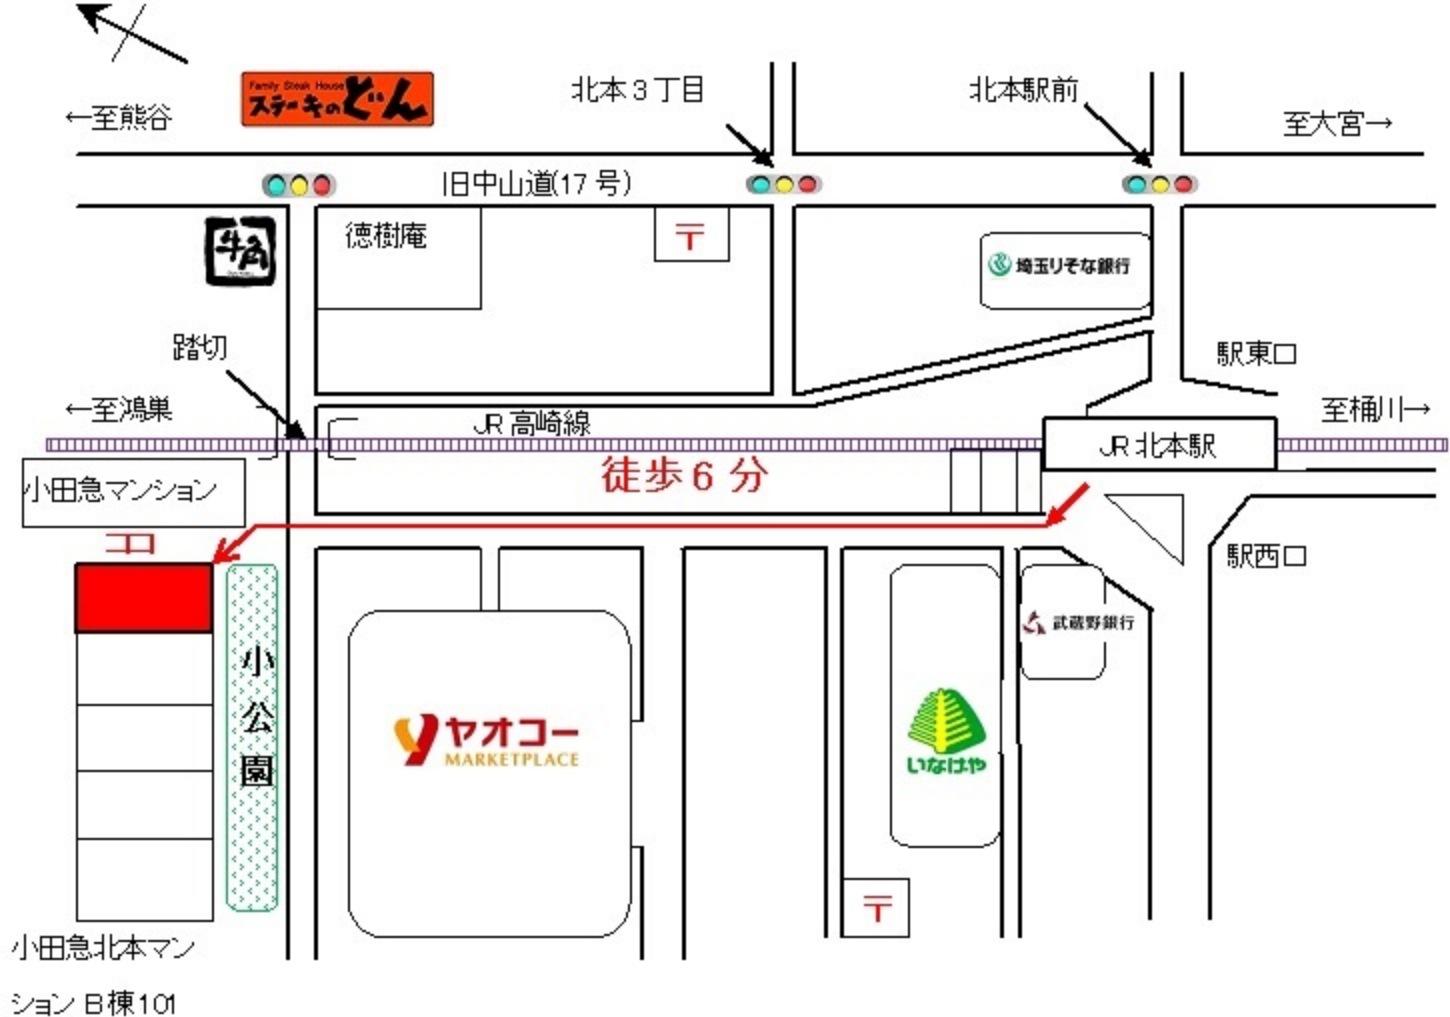 北本3丁目
北本駅前
Family Steak House
ステーキのどん
←至熊谷
至大宮→
旧中山道(17号)
徳樹庵
〒
牛角
埼玉りそな銀行
踏切
駅東口
←至鴻巣
JR高崎線
至桶川→
JR北本駅
徒歩6分
小田急マンション
駅西口
武蔵野銀行
小公園
ヤオコー
MARKETPLACE
いなげや
〒
小田急北本マン
ションB棟101